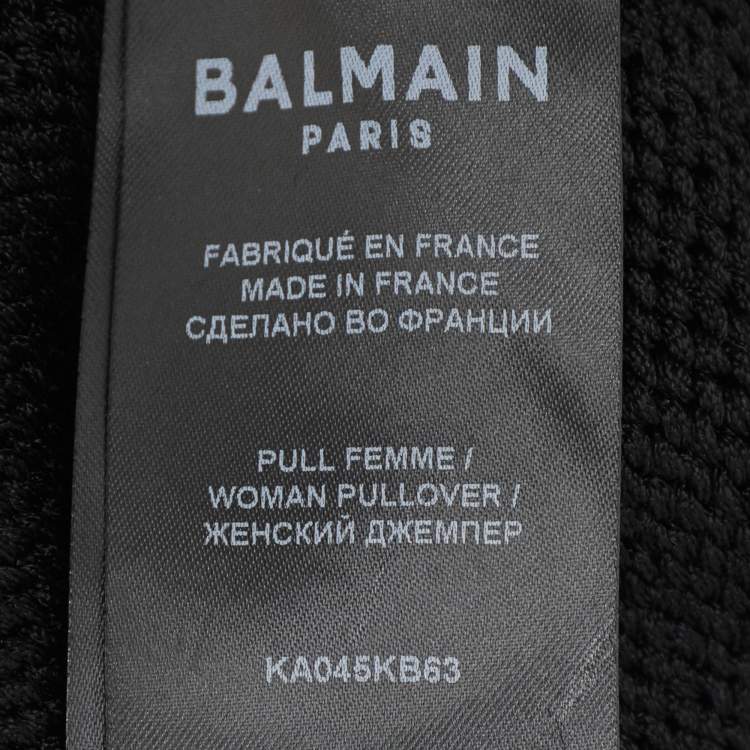 BALMAIN
PARIS
FABRIQUÉ EN FRANCE
MADE IN FRANCE
СДЕЛАНО ВО ФРАНЦИИ
PULL FEMME /
WOMAN PULLOVER /
ЖЕНСКИЙ ДЖЕМПЕР
KA045KB63